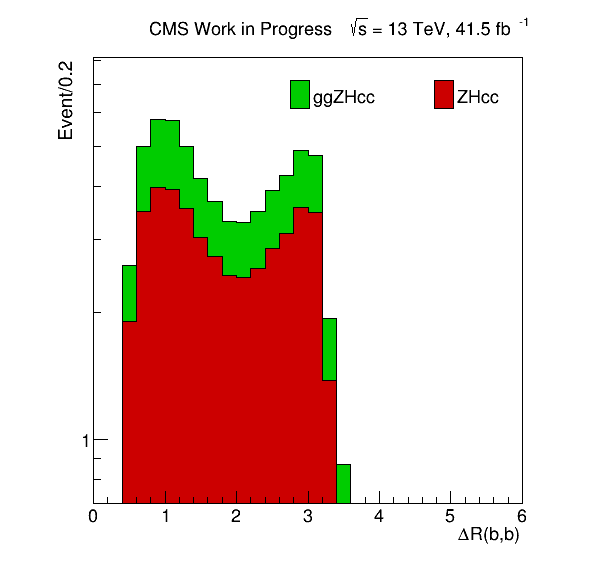 CMS Work in Progress √s = 13 TeV, 41.5 fb⁻¹
Event/0.2
ggZHcc ZHcc
1
0 1 2 3 4 5 6
ΔR(b,b)